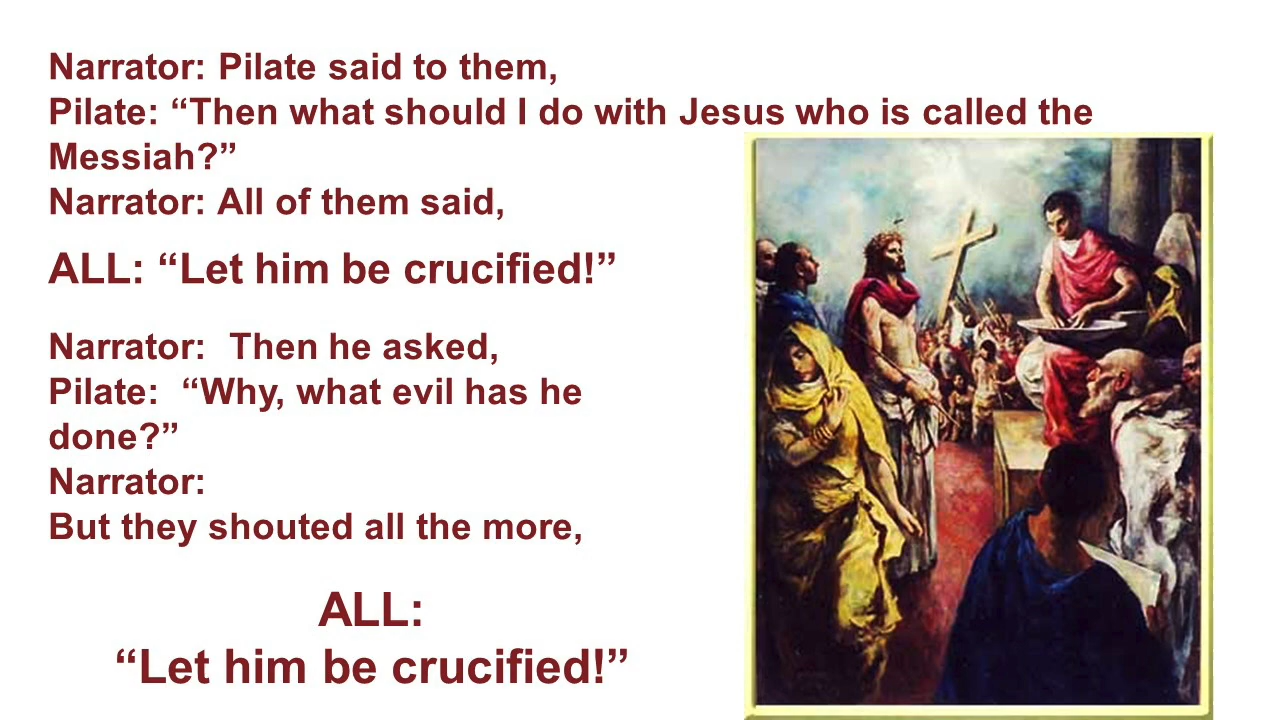 Narrator: Pilate said to them,
Pilate: “Then what should I do with Jesus who is called the
Messiah?”
Narrator: All of them said,
ALL: “Let him be crucified!”
Narrator:  Then he asked,
Pilate:  “Why, what evil has he
done?”
Narrator:
But they shouted all the more,
ALL:
“Let him be crucified!”